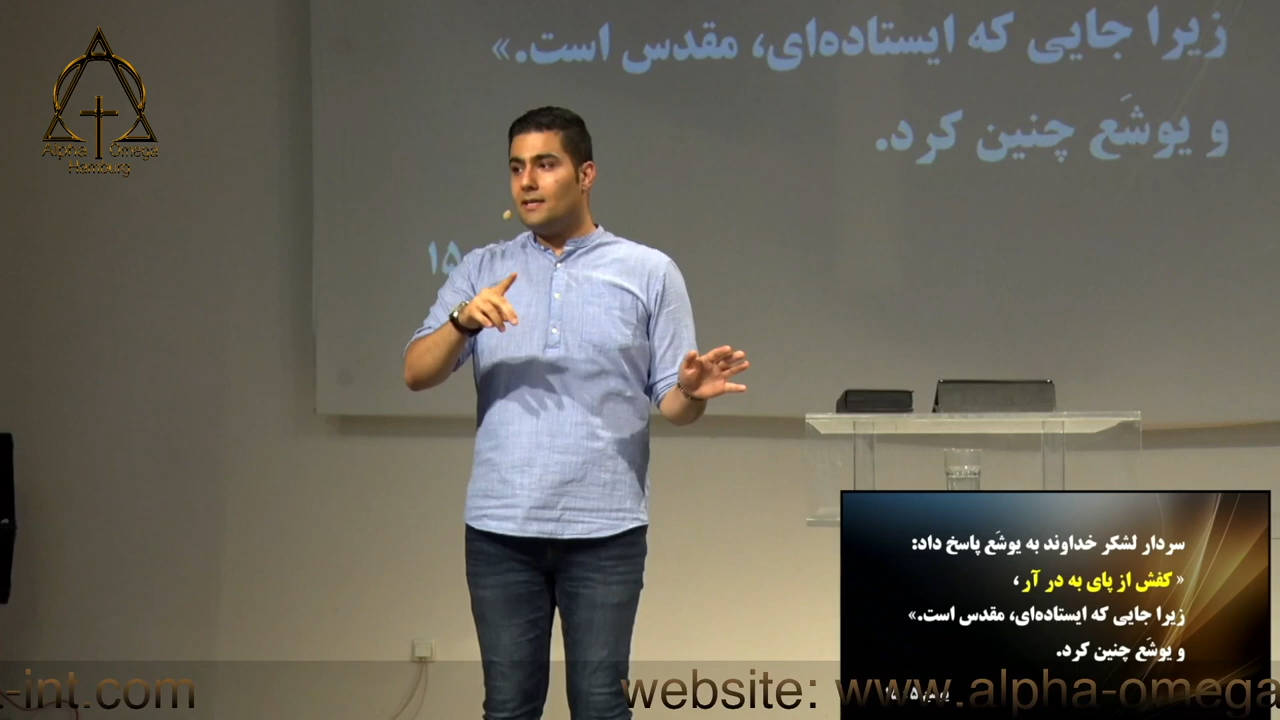 Alpha Omega
Hamburg
زیرا جایی که ایستاده‌ای، مقدس است.»
و یوشَع چنین کرد.
۱۵
سردار لشکر خداوند به یوشَع پاسخ داد:
« کفش از پای به در آر،
زیرا جایی که ایستاده‌ای، مقدس است.»
و یوشَع چنین کرد.
-int.com website: www.alpha-omega